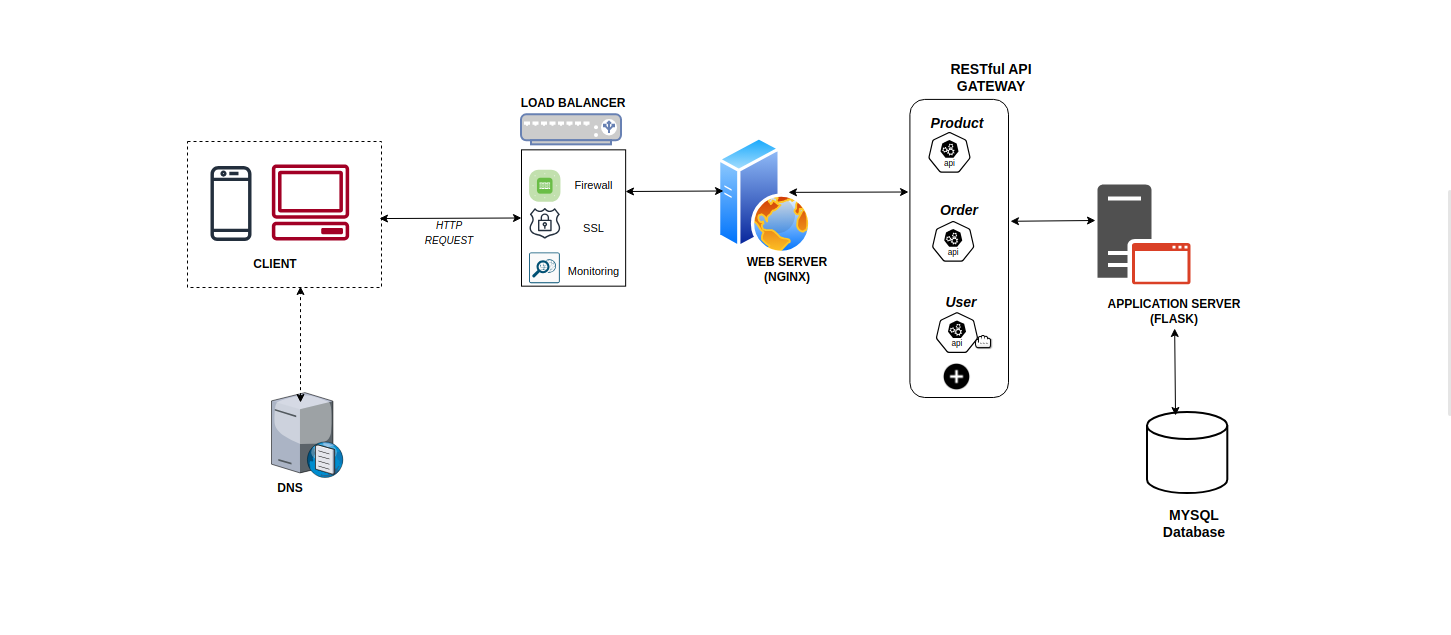 RESTful API
GATEWAY
LOAD BALANCER
Product
api
Firewall
SSL
Monitoring
HTTP
REQUEST
Order
api
CLIENT
WEB SERVER
(NGINX)
User
api
APPLICATION SERVER
(FLASK)
DNS
MYSQL
Database